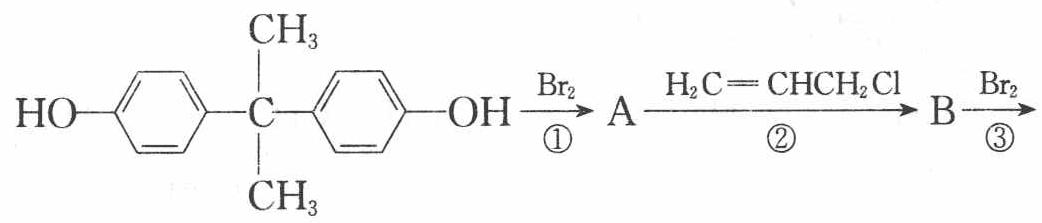 CH₃
HO—C—OH Br₂ ① A H₂C=CHCH₂Cl ② B Br₂ ③
CH₃